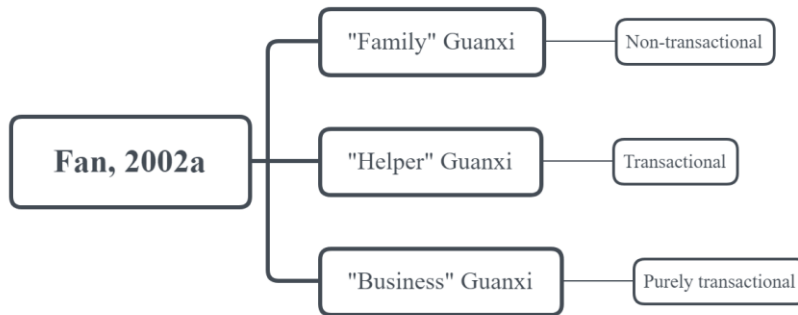 "Family" Guanxi
Non-transactional
Fan, 2002a
"Helper" Guanxi
Transactional
"Business" Guanxi
Purely transactional